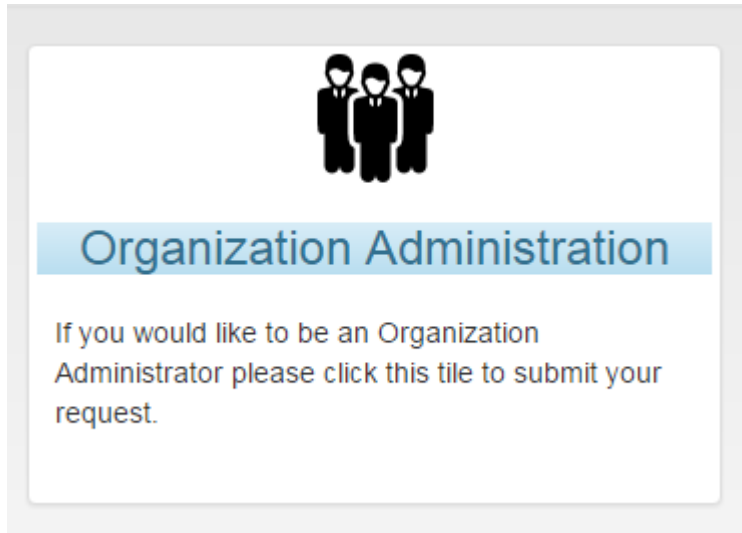 Organization Administration
If you would like to be an Organization
Administrator please click this tile to submit your
request.